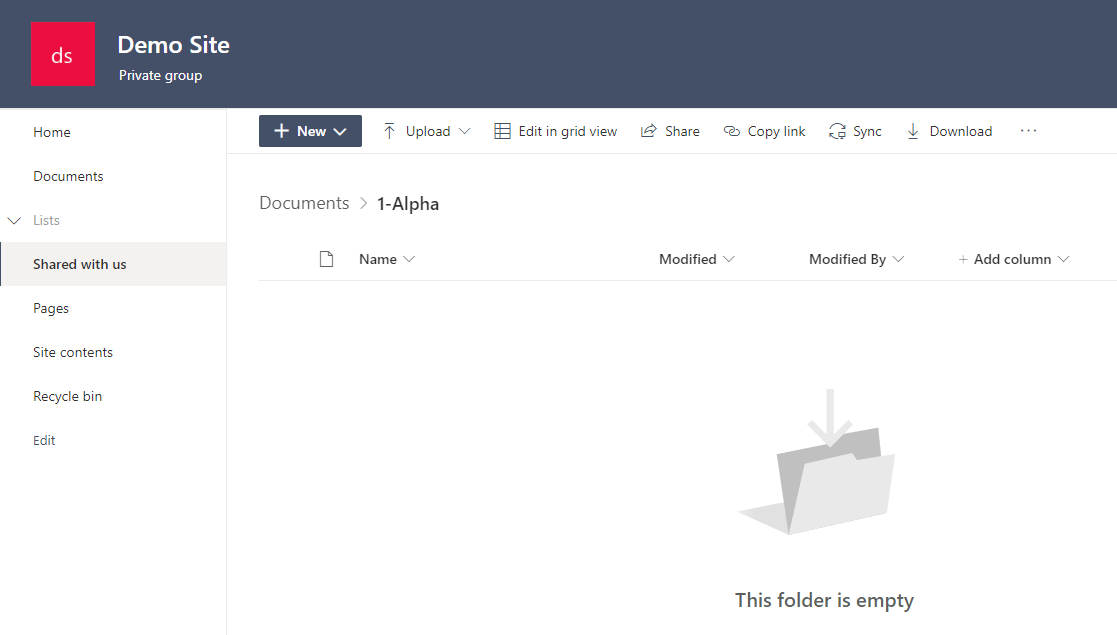 ds
Demo Site
Private group
Home
Documents
Lists
Shared with us
Pages
Site contents
Recycle bin
Edit
+ New Upload Edit in grid view Share Copy link Sync Download ...
Documents > 1-Alpha
Name Modified Modified By + Add column
This folder is empty